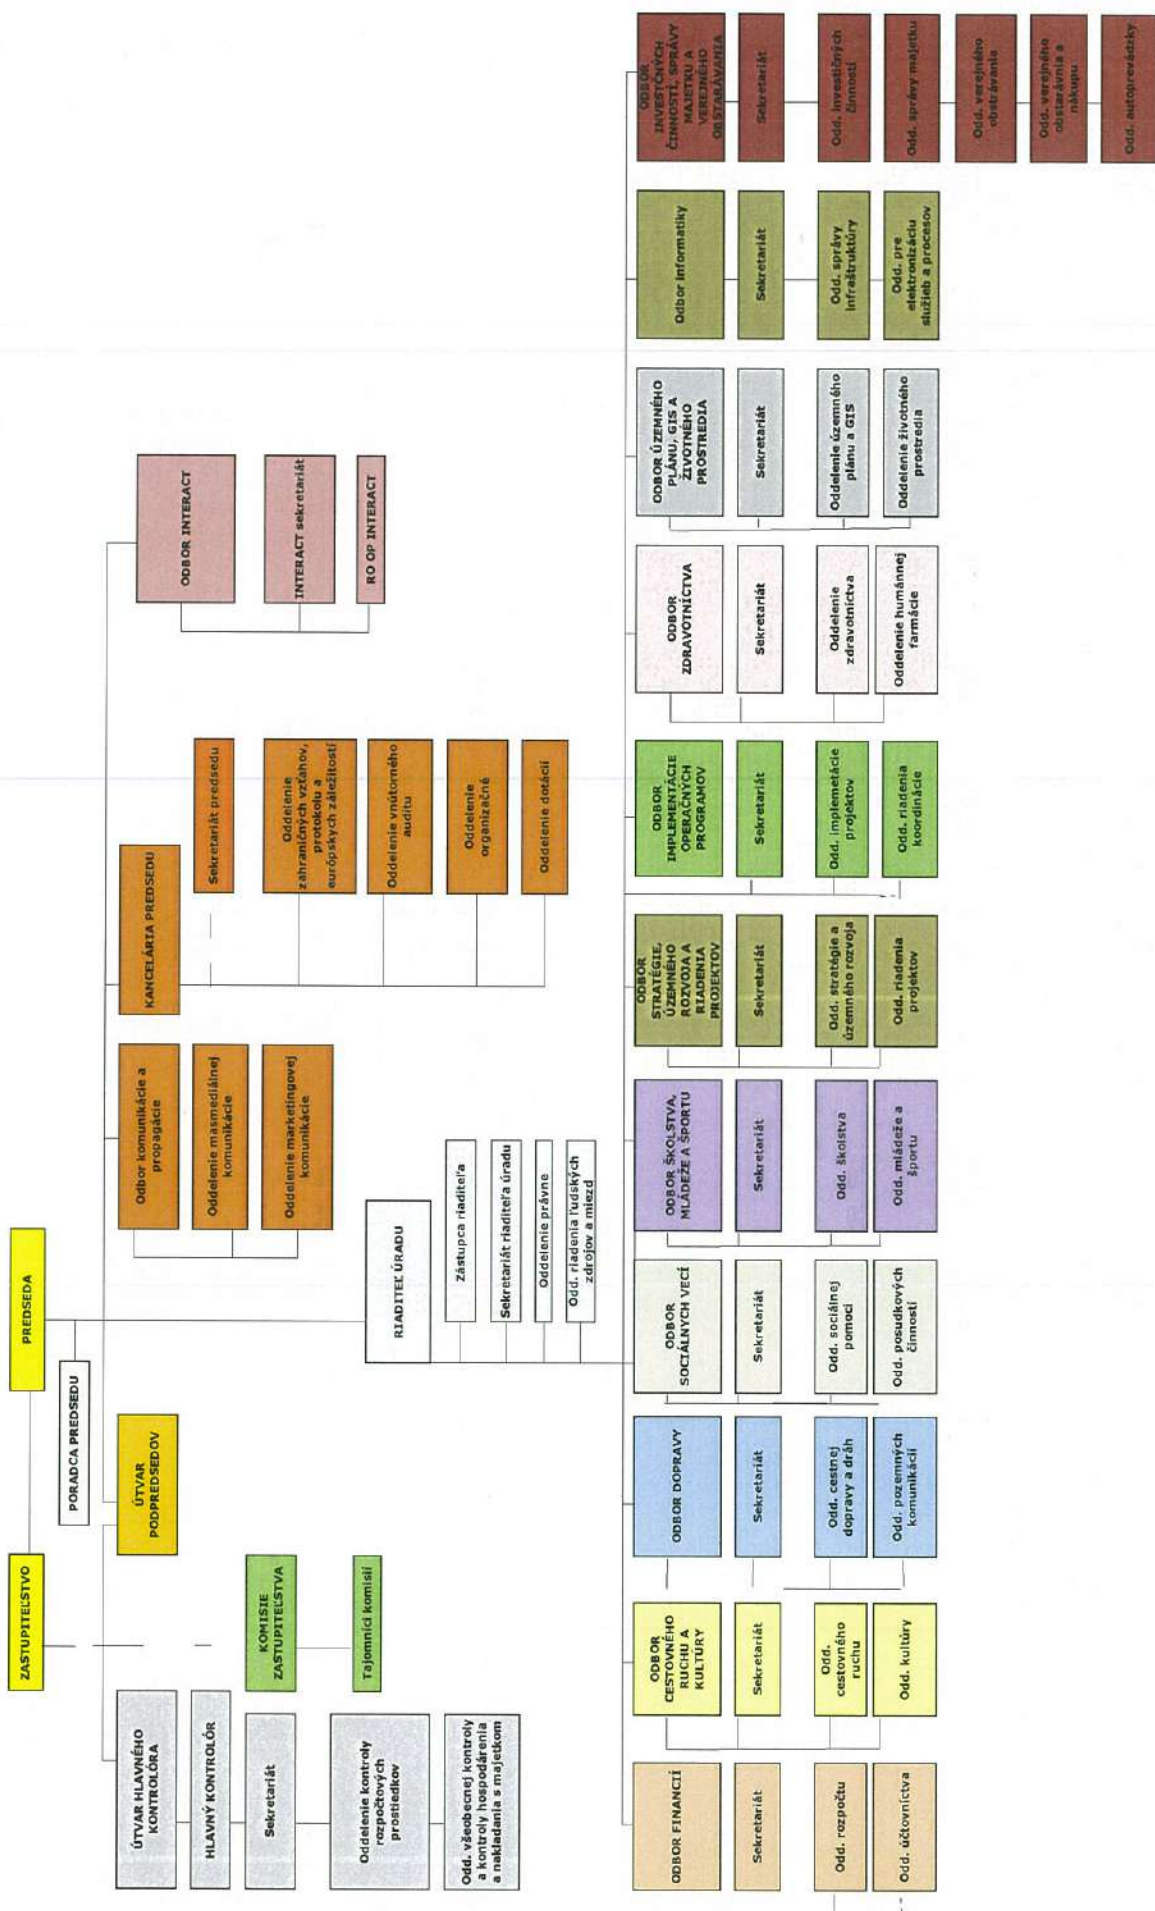 ZASTUPITEĽSTVO
PREDSEDA
PORADCA PREDSEDU
ÚTVAR HLAVNÉHO
KONTROLÓRA
HLAVNÝ KONTROLÓR
Sekretariát
Oddelenie kontroly
rozpočtových
prostiedkov
Odd. všeobecnej kontroly
a kontroly hospodárenia
a nakladania s majetkom
KOMISIE
ZASTUPITEĽSTVA
Tajomníci komisií
ÚTVAR
PODPREDSEDOV
Odbor komunikácie a
propagácie
Oddelenie masmediálnej
komunikácie
Oddelenie marketingovej
komunikácie
KANCELÁRIA PREDSEDU
Sekretariát predsedu
Oddelenie
zahraničných vzťahov,
protokolu a
európskych záležitostí
Oddelenie vnútorného
auditu
Oddelenie
organizačné
Oddelenie dotácií
ODBOR INTERACT
INTERACT sekretariát
RO OP INTERACT
RIADITEĽ ÚRADU
Zástupca riaditeľa
Sekretariát riaditeľa úradu
Oddelenie právne
Odd. riadenia ľudských
zdrojov a miezd
ODBOR FINANCIÍ
Sekretariát
Odd. rozpočtu
Odd. účtovníctva
ODBOR
CESTOVNÉHO
RUCHU A
KULTÚRY
Sekretariát
Odd.
cestovného
ruchu
Odd. kultúry
ODBOR DOPRAVY
Sekretariát
Odd. cestnej
dopravy a dráh
Odd. pozemných
komunikácií
ODBOR
SOCIÁLNYCH VECÍ
Sekretariát
Odd. sociálnej
pomoci
Odd. posudkových
činností
ODBOR ŠKOLSTVA,
MLÁDEŽE A ŠPORTU
Sekretariát
Odd. školstva
Odd. mládeže a
športu
ODBOR
STRATÉGIE,
ÚZEMNÉHO
ROZVOJA A
RIADENIA
PROJEKTOV
Sekretariát
Odd. stratégie a
územného rozvoja
Odd. riadenia
projektov
ODBOR
IMPLEMENTÁCIE
OPERAČNÝCH
PROGRAMOV
Sekretariát
Odd. implemetácie
projektov
Odd. riadenia
koordinácie
ODBOR
ZDRAVOTNÍCTVA
Sekretariát
Oddelenie
zdravotníctva
Oddelenie humánnej
farmácie
ODBOR ÚZEMNÉHO
PLÁNU, GIS A
ŽIVOTNÉHO
PROSTREDIA
Sekretariát
Oddelenie územného
plánu a GIS
Oddelenie životného
prostredia
Odbor informatiky
Sekretariát
Odd. správy
infraštruktúry
Odd. pre
elektronizáciu
služieb a procesov
ODBOR
INVESTČNÝCH
ČINNOSTÍ, SPRÁVY
MAJETKU A
VEREJNÉHO
OBSTARÁVANIA
Sekretariát
Odd. investičných
činností
Odd. správy majetku
Odd. verejného
obstrávania
Odd. verejného
obstarávnia a
nákupu
Odd. autoprevádzky